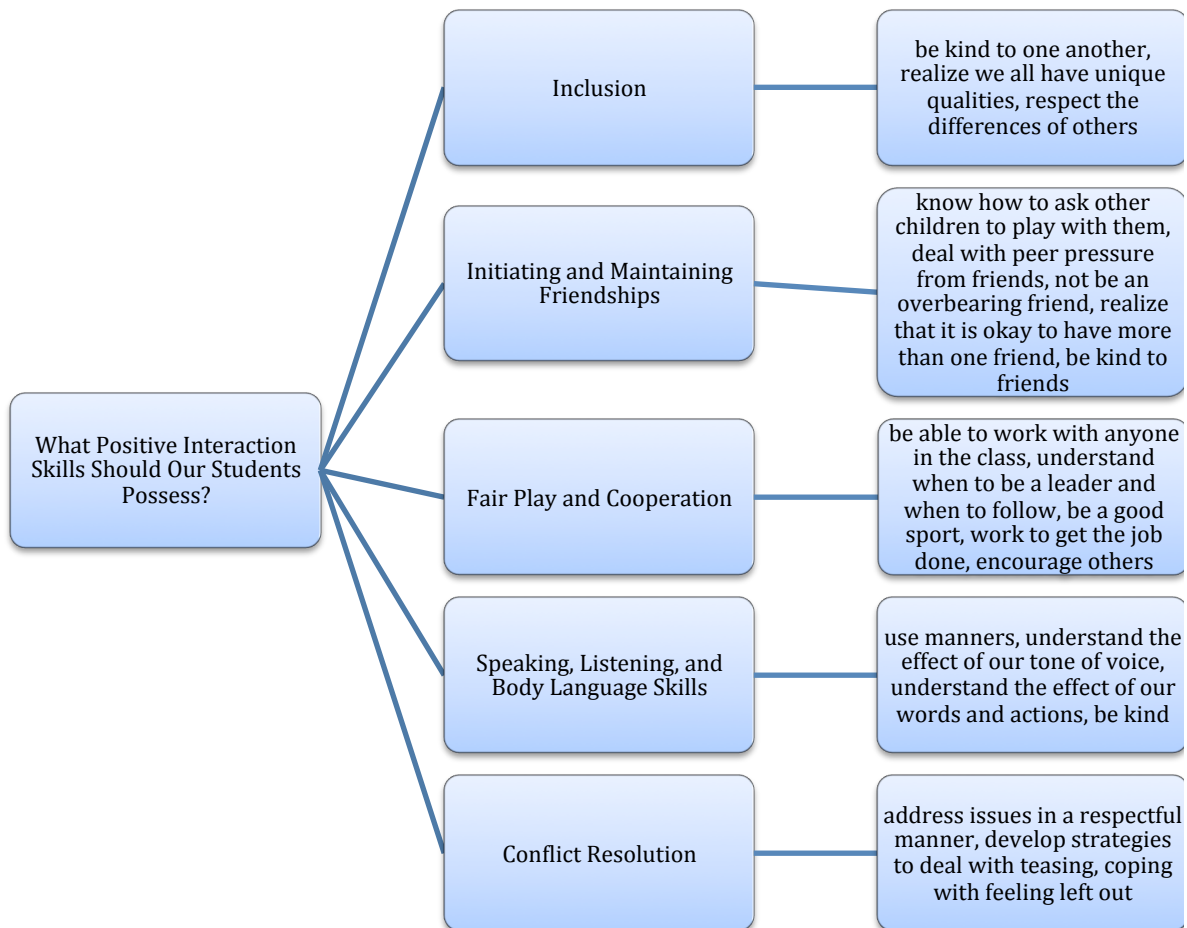 What Positive Interaction
Skills Should Our Students
Possess?
Inclusion
be kind to one another,
realize we all have unique
qualities, respect the
differences of others
Initiating and Maintaining
Friendships
know how to ask other
children to play with them,
deal with peer pressure
from friends, not be an
overbearing friend, realize
that it is okay to have more
than one friend, be kind to
friends
Fair Play and Cooperation
be able to work with anyone
in the class, understand
when to be a leader and
when to follow, be a good
sport, work to get the job
done, encourage others
Speaking, Listening, and
Body Language Skills
use manners, understand the
effect of our tone of voice,
understand the effect of our
words and actions, be kind
Conflict Resolution
address issues in a respectful
manner, develop strategies
to deal with teasing, coping
with feeling left out